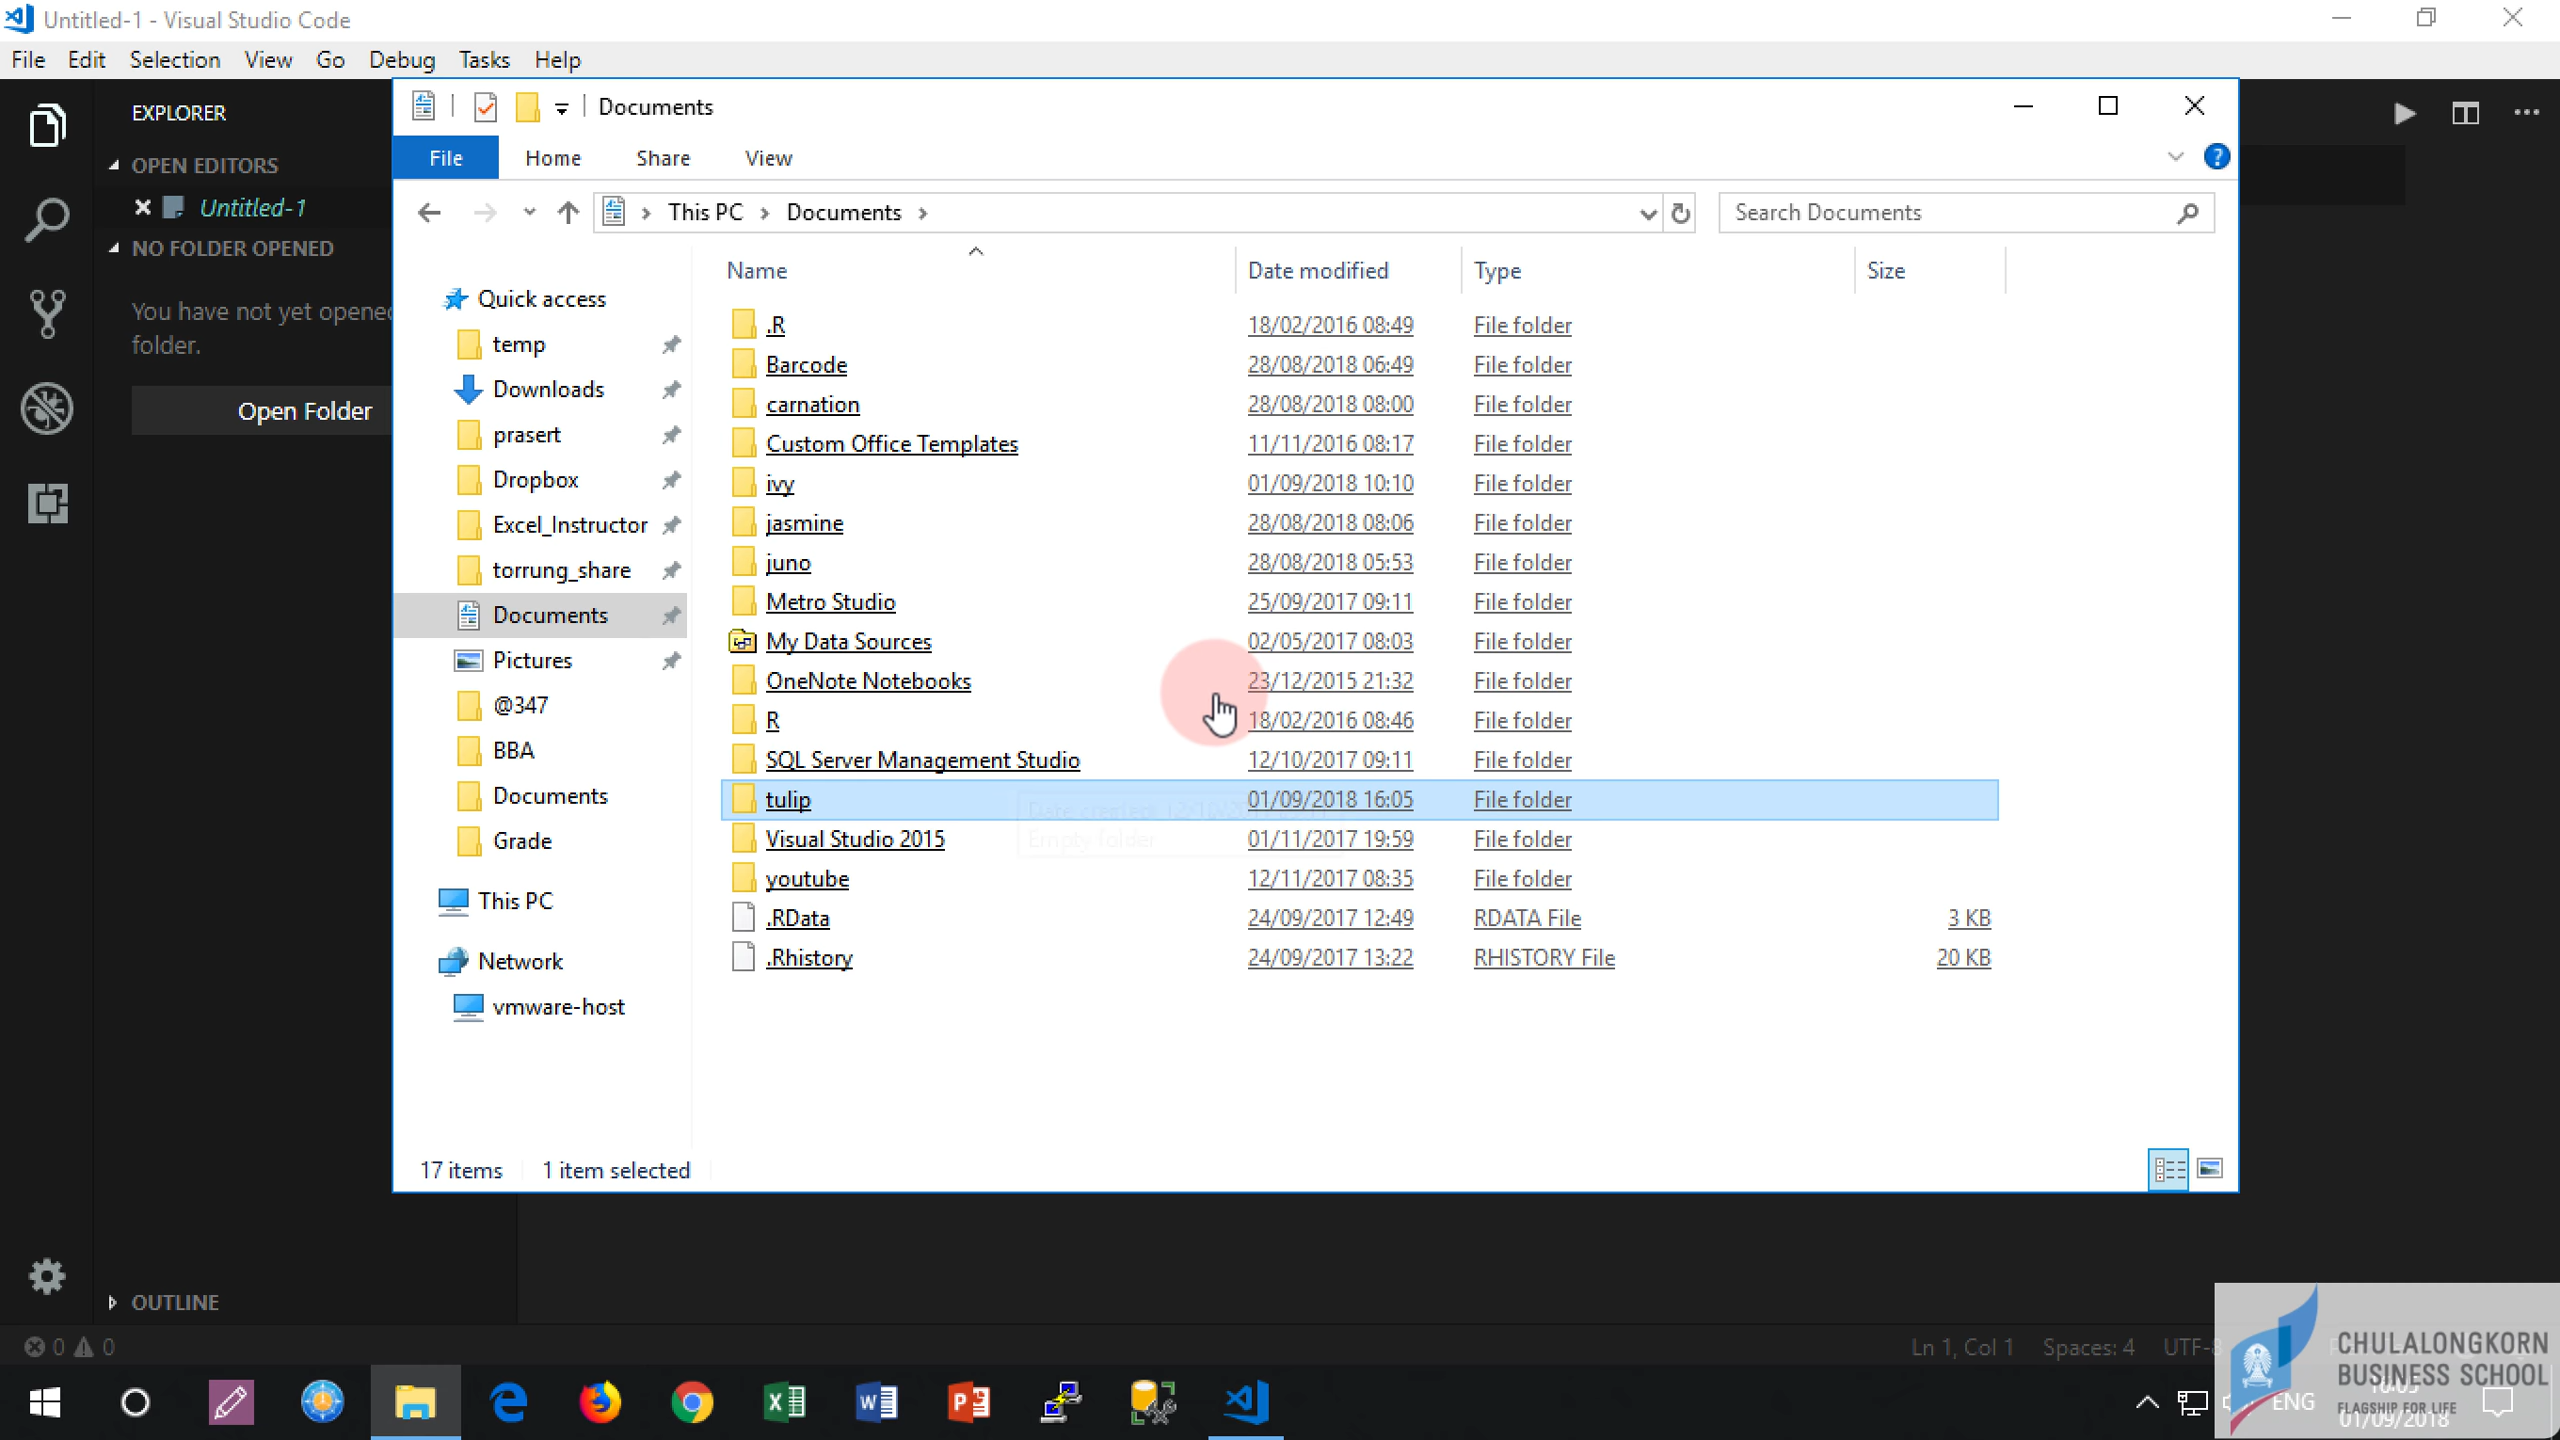 Untitled-1 - Visual Studio Code
File Edit Selection View Go Debug Tasks Help
EXPLORER
OPEN EDITORS
Untitled-1
NO FOLDER OPENED
You have not yet opened
folder.
Open Folder
OUTLINE
Documents
File Home Share View
This PC Documents
Search Documents
Quick access
temp
Downloads
prasert
Dropbox
Excel_Instructor
torrung_share
Documents
Pictures
@347
BBA
Documents
Grade
This PC
Network
vmware-host
Name Date modified Type Size
.R 18/02/2016 08:49 File folder
Barcode 28/08/2018 06:49 File folder
carnation 28/08/2018 08:00 File folder
Custom Office Templates 11/11/2016 08:17 File folder
ivy 01/09/2018 10:10 File folder
jasmine 28/08/2018 08:06 File folder
juno 28/08/2018 05:53 File folder
Metro Studio 25/09/2017 09:11 File folder
My Data Sources 02/05/2017 08:03 File folder
OneNote Notebooks 23/12/2015 21:32 File folder
R 18/02/2016 08:46 File folder
SQL Server Management Studio 12/10/2017 09:11 File folder
tulip 01/09/2018 16:05 File folder
Visual Studio 2015 01/11/2017 19:59 File folder
youtube 12/11/2017 08:35 File folder
.RData 24/09/2017 12:49 RDATA File 3 KB
.Rhistory 24/09/2017 13:22 RHISTORY File 20 KB
Empty folder
17 items 1 item selected
0 0
Ln 1, Col 1 Spaces: 4 UTF-8
ENG
16:05
01/09/2018
CHULALONGKORN
BUSINESS SCHOOL
FLAGSHIP FOR LIFE